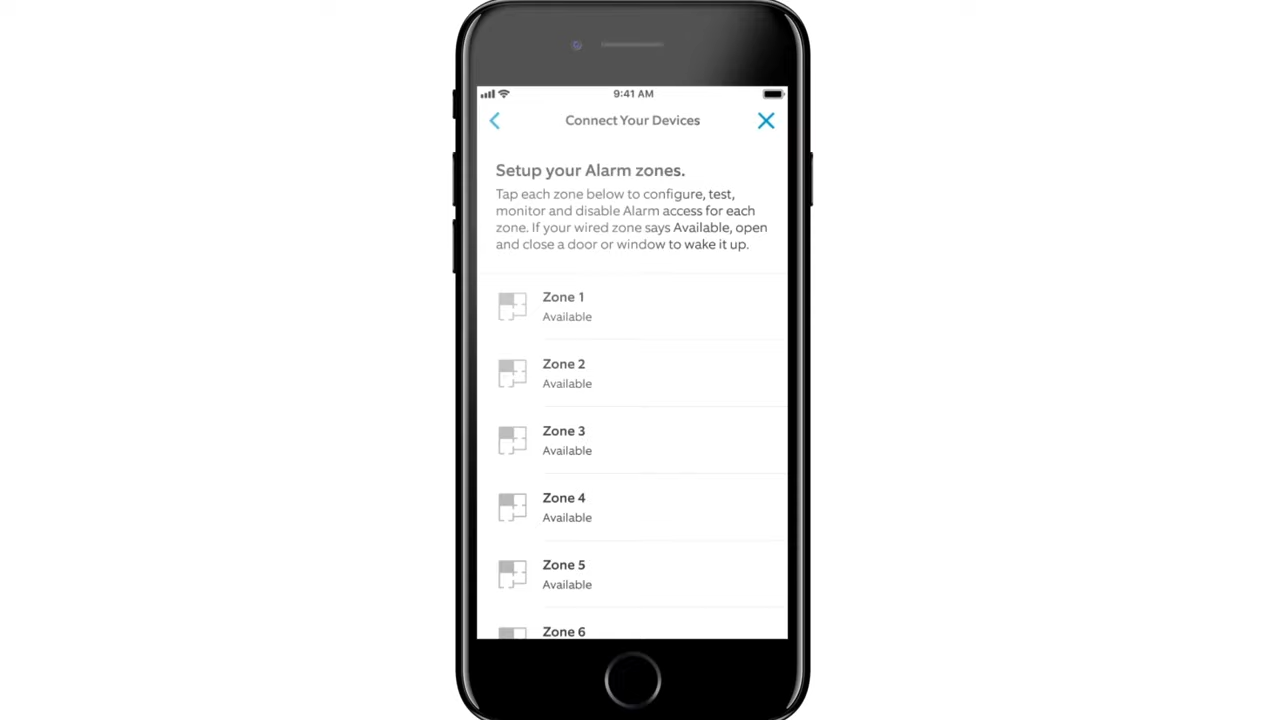 9:41 AM
Connect Your Devices
Setup your Alarm zones.
Tap each zone below to configure, test,
monitor and disable Alarm access for each
zone. If your wired zone says Available, open
and close a door or window to wake it up.
Zone 1
Available
Zone 2
Available
Zone 3
Available
Zone 4
Available
Zone 5
Available
Zone 6